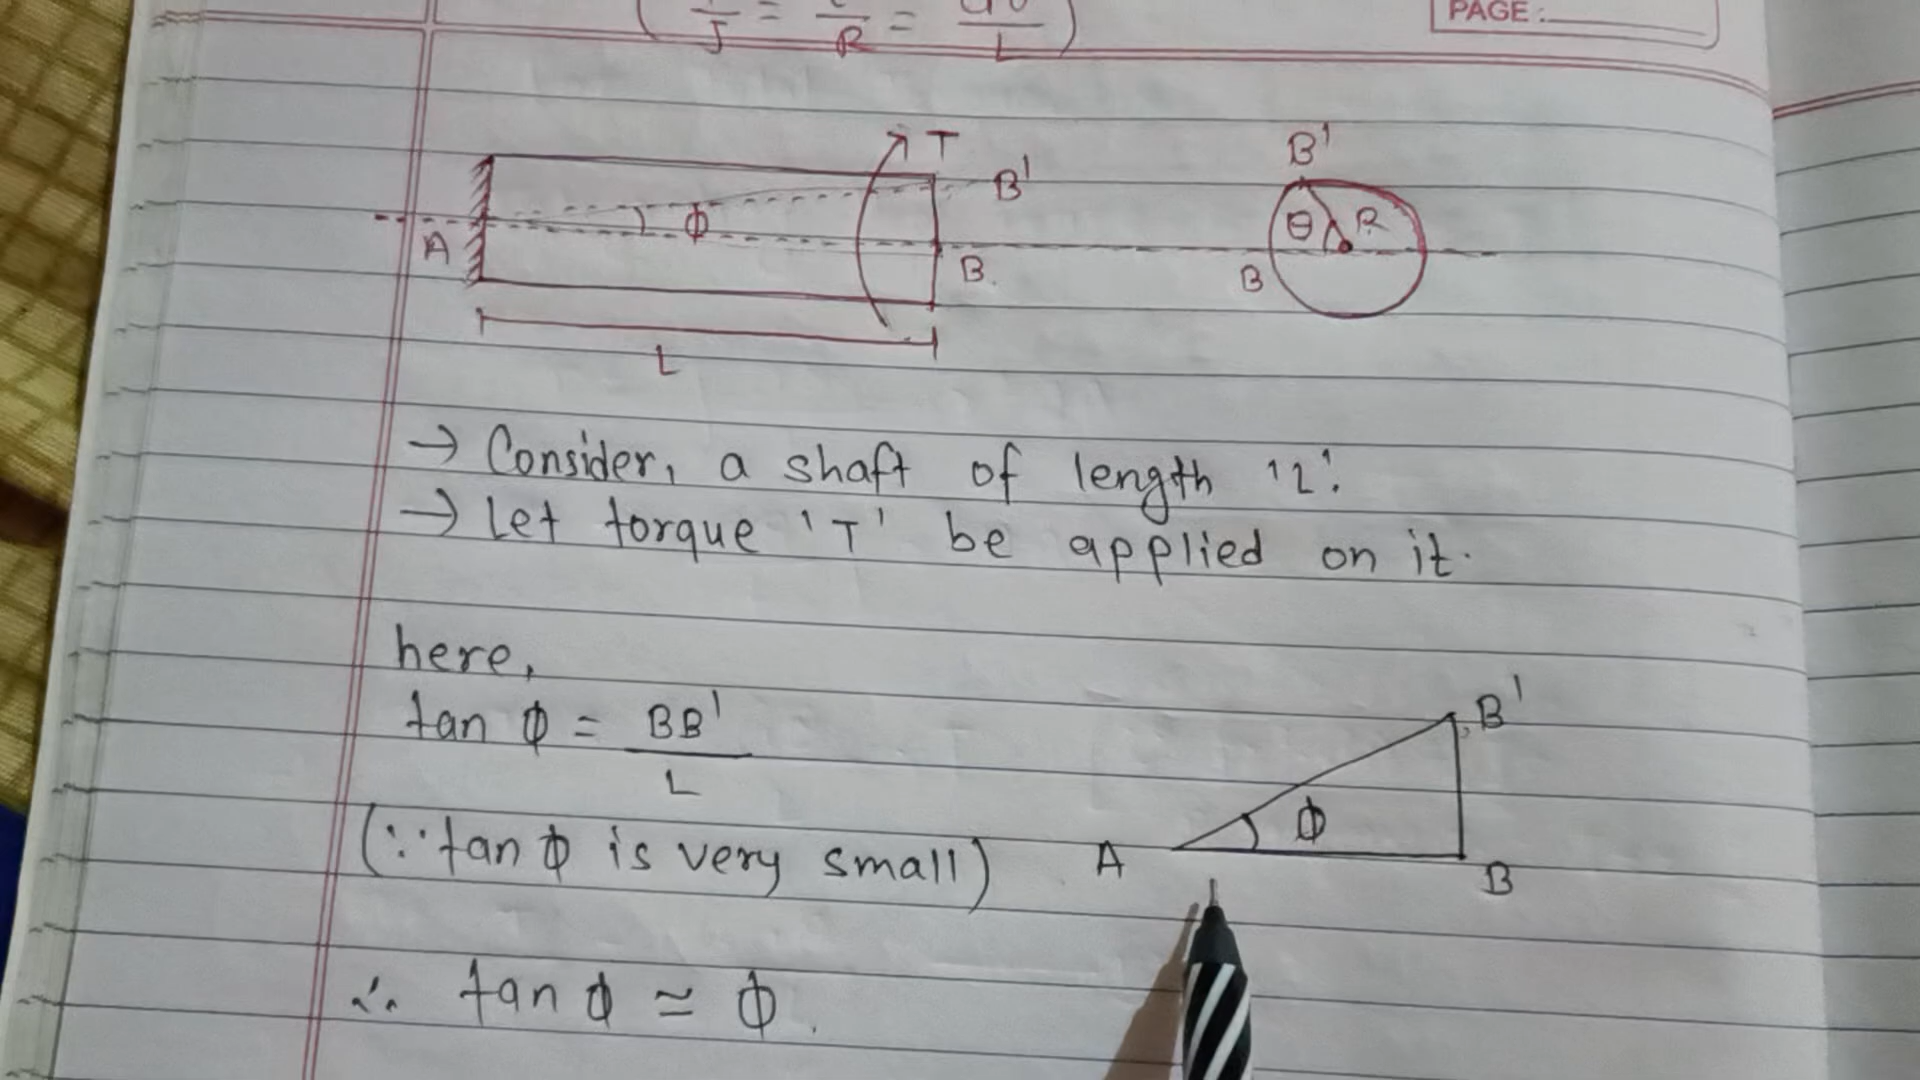 PAGE :
J = R = L
T
B'
ϕ
A
B.
L
B'
θ R
B
→ Consider, a shaft of length 'L'.
→ Let torque 'T' be applied on it.
here,
tan ϕ = BB'
L
B'
ϕ
(∵ tan ϕ is very small)
A
B
∴ tan ϕ ≃ ϕ.